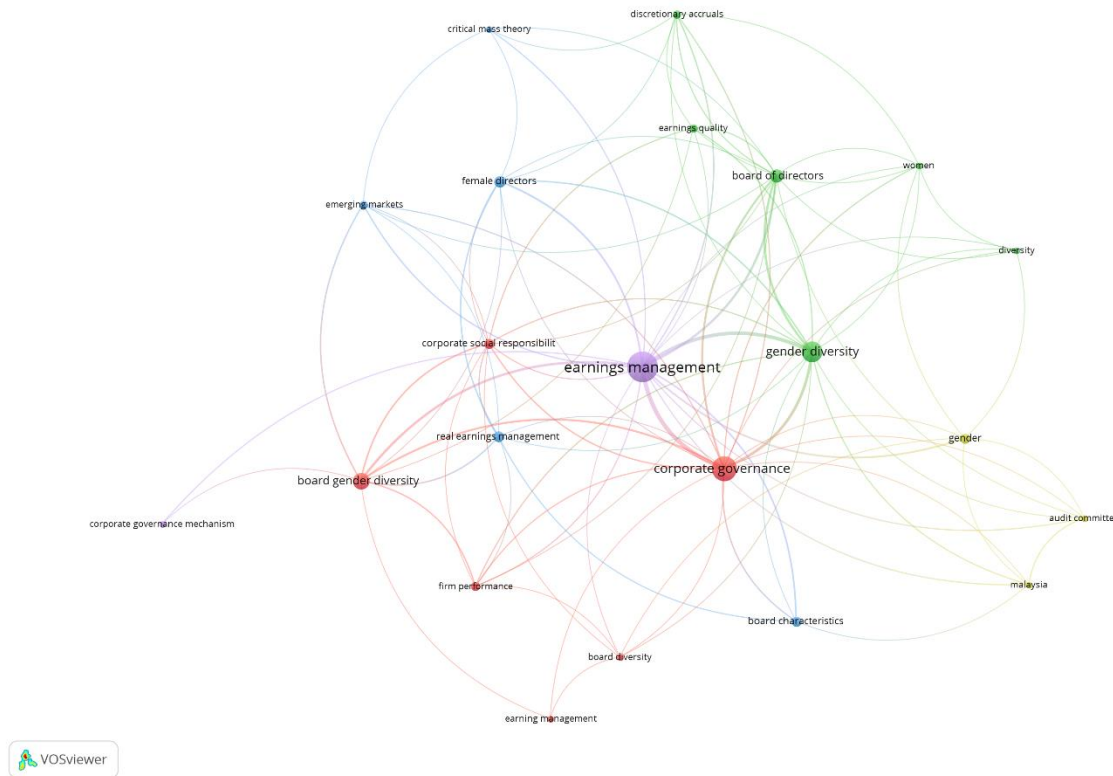 discretionary accruals
critical mass theory
earnings quality
women
board of directors
female directors
emerging markets
diversity
corporate social responsibilit
gender diversity
earnings management
real earnings management
gender
corporate governance
board gender diversity
audit committe
corporate governance mechanism
malaysia
firm performance
board characteristics
board diversity
earning management
VOSviewer